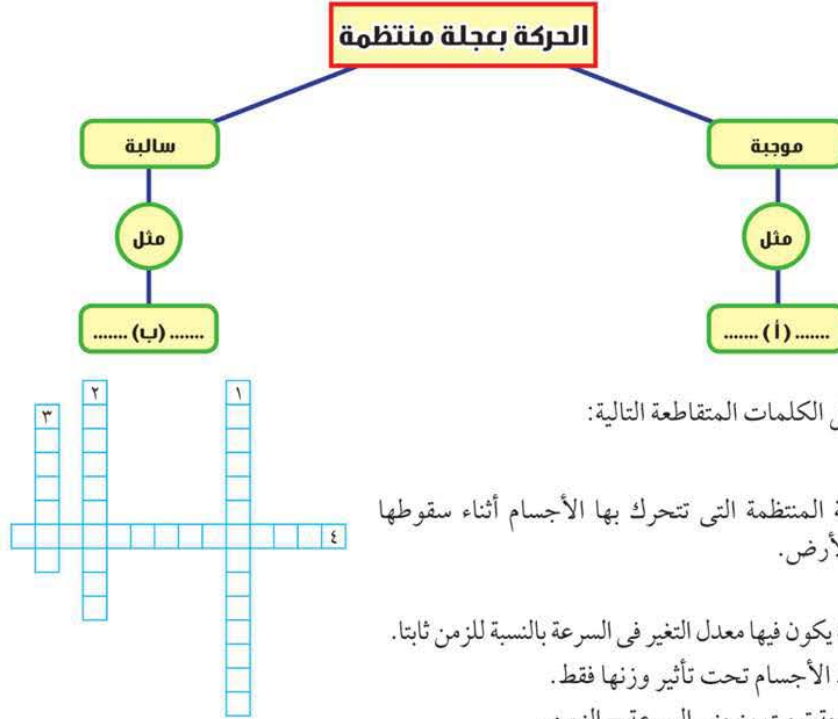 الحركة بعجلة منتظمة
موجبة
سالبة
مثل
مثل
....... (أ) .......
....... (ب) .......
١
٢
٣
٤
الكلمات المتقاطعة التالية:
المنتظمة التى تتحرك بها الأجسام أثناء سقوطها
يكون فيها معدل التغير فى السرعة بالنسبة للزمن ثابتا.
الأجسام تحت تأثير وزنها فقط.